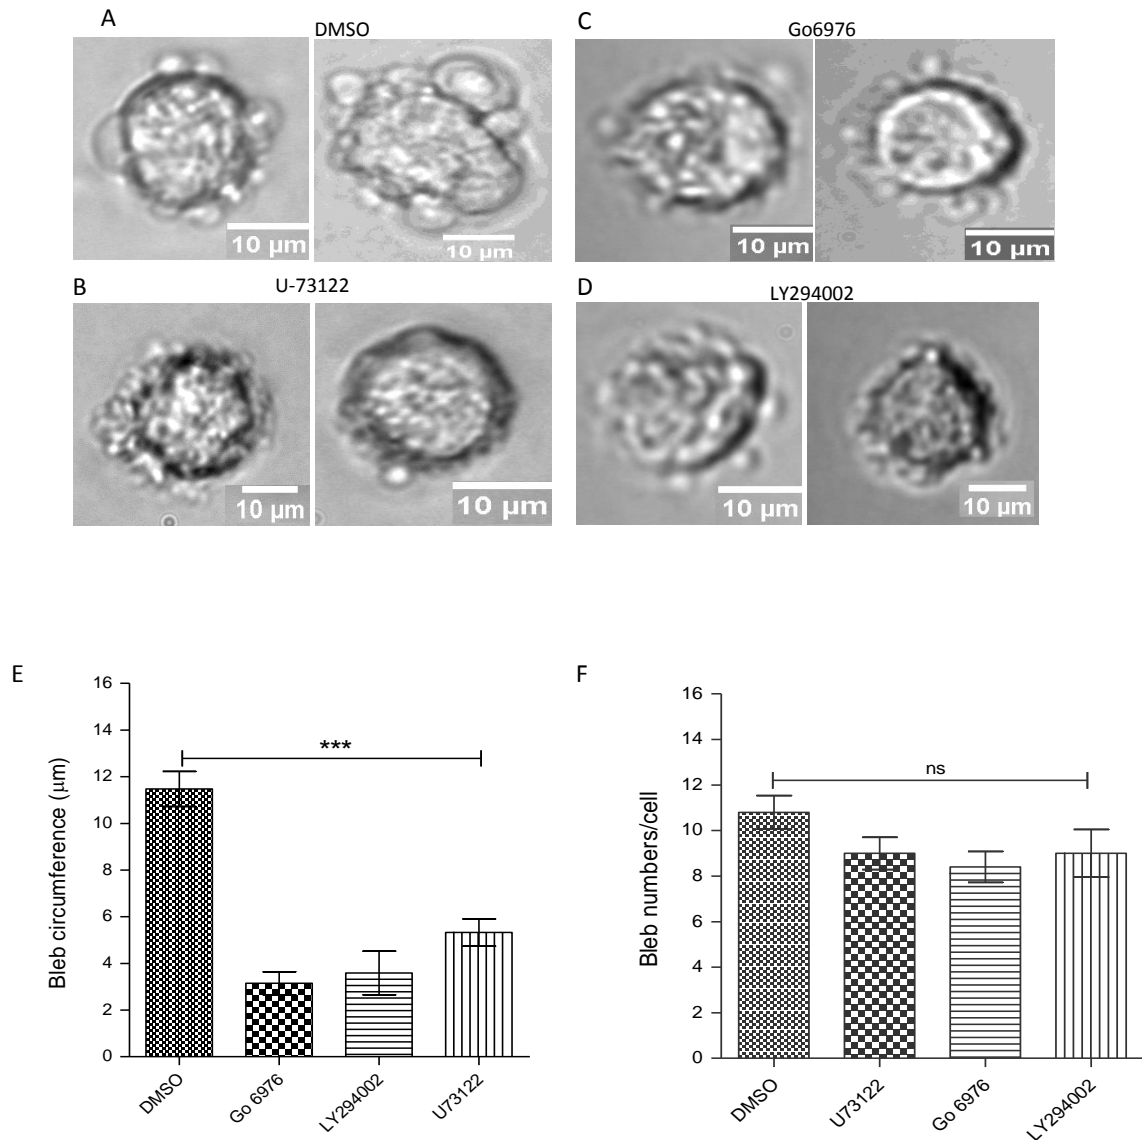 A
DMSO
C
Go6976
10 µm
10 µm
10 µm
10 µm
B
U-73122
D
LY294002
10 µm
10 µm
10 µm
10 µm
E
16
14
12
10
8
6
4
2
0
Bleb circumference (µm)
***
DMSO
Go 6976
LY294002
U73122
F
16
14
12
10
8
6
4
2
0
Bleb numbers/cell
ns
DMSO
U73122
Go 6976
LY294002